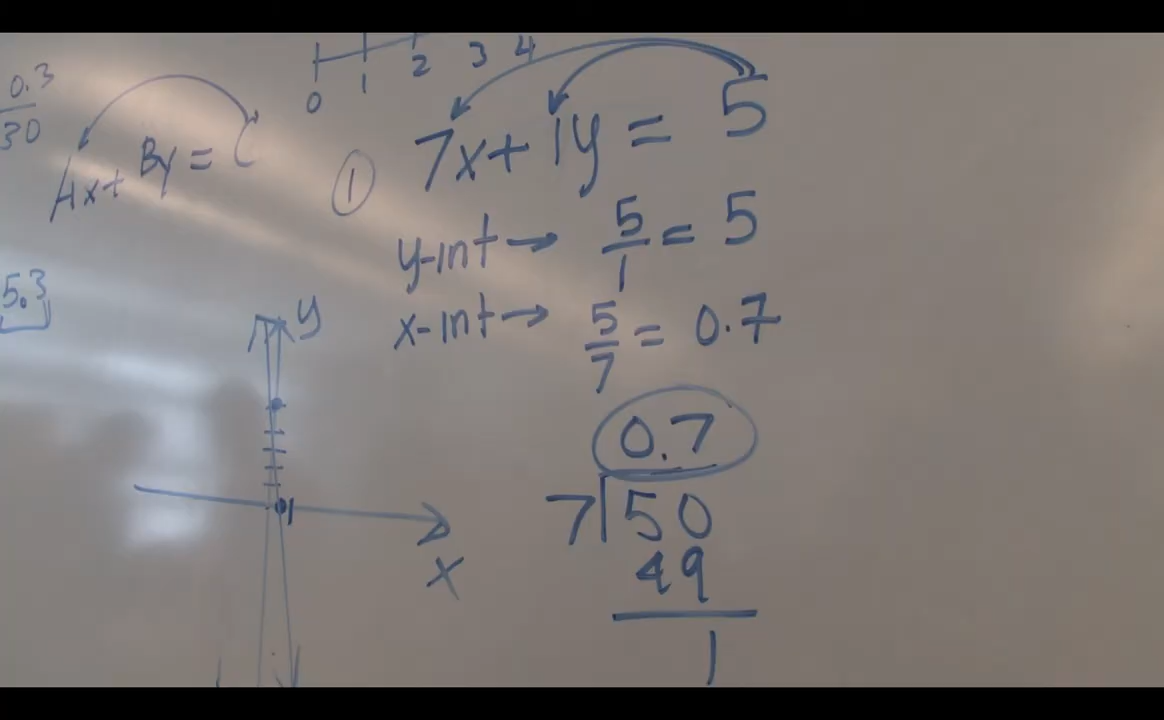 0 1 2 3 4
0.3
30
Ax + By = C
① 7x + 1y = 5
y-int → 5/1 = 5
5.3
x-int → 5/7 = 0.7
y
0.7
7 50
49
x
1